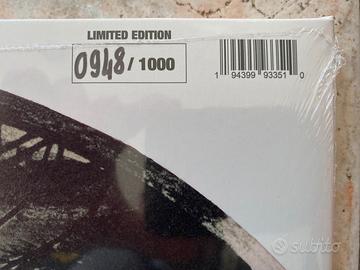 LIMITED EDITION
0948 / 1000
1 94399 93351 0
subito